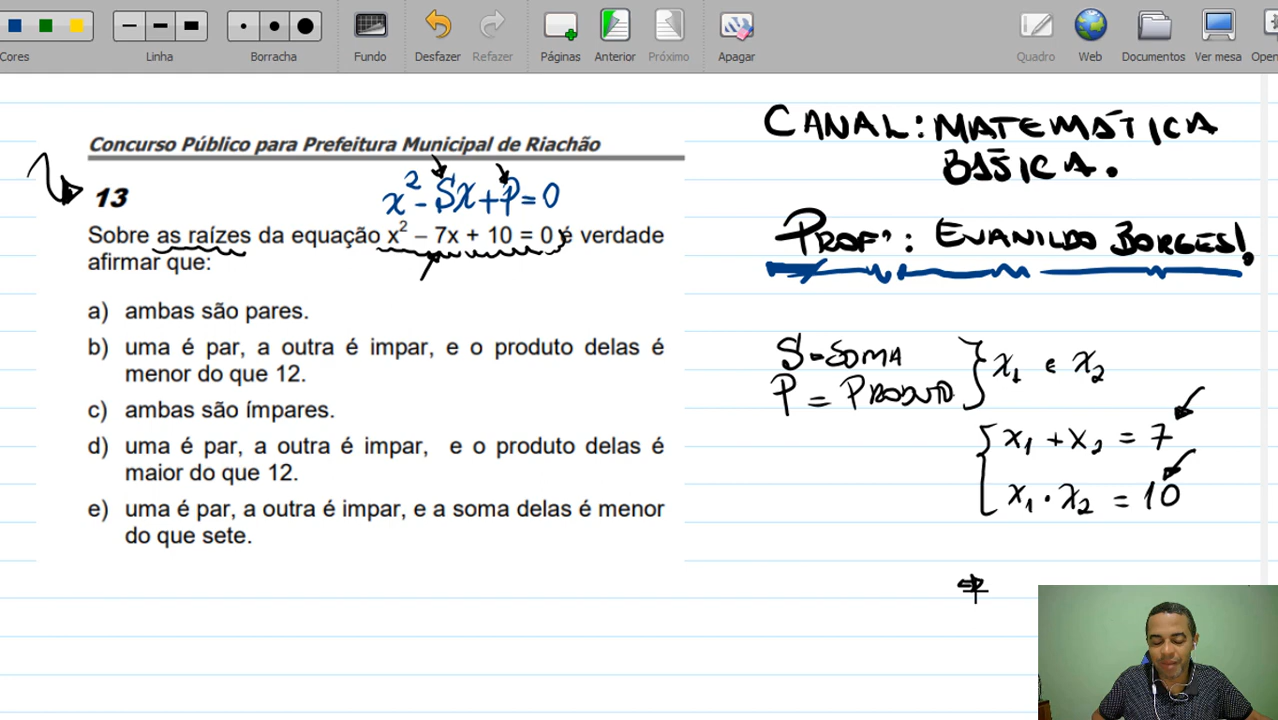 Cores
Linha
Borracha
Fundo
Desfazer
Refazer
Páginas
Anterior
Próximo
Apagar
Quadro
Web
Documentos
Ver mesa
Open
Concurso Público para Prefeitura Municipal de Riachão
13
x² - Sx + P = 0
Sobre as raízes da equação x² – 7x + 10 = 0 é verdade
afirmar que:
a) ambas são pares.
b) uma é par, a outra é impar, e o produto delas é
menor do que 12.
c) ambas são ímpares.
d) uma é par, a outra é impar, e o produto delas é
maior do que 12.
e) uma é par, a outra é impar, e a soma delas é menor
do que sete.
CANAL: MATEMÁTICA
BÁSICA.
PROFº: EVANILDO BORGES!
S = SOMA
P = PRODUTO } x₁ e x₂
{ x₁ + x₂ = 7
x₁ · x₂ = 10